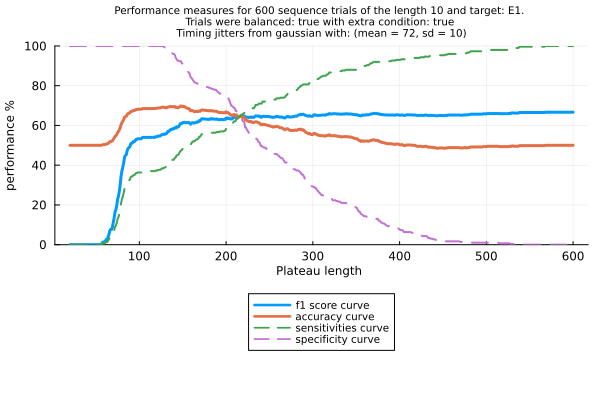 Performance measures for 600 sequence trials of the length 10 and target: E1.
Trials were balanced: true with extra condition: true
Timing jitters from gaussian with: (mean = 72, sd = 10)
100
80
60
40
20
0
performance %
100
200
300
400
500
600
Plateau length
f1 score curve
accuracy curve
sensitivities curve
specificity curve